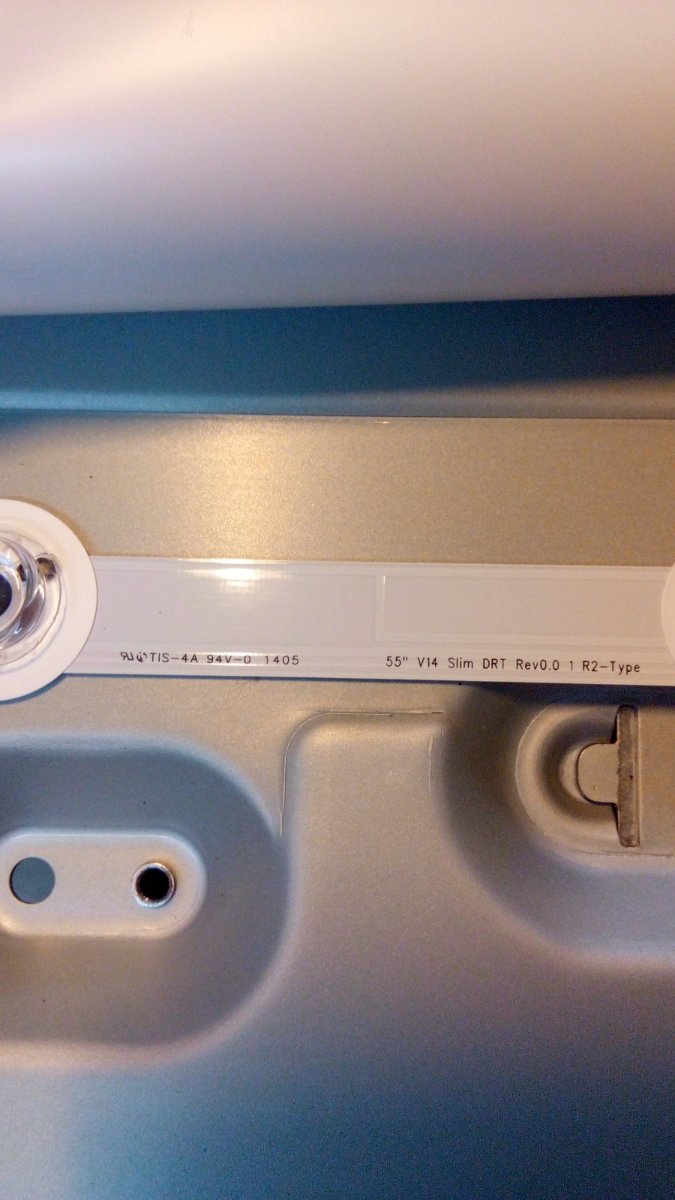 TIS-4A 94V-0 1405
55" V14 Slim DRT Rev0.0 1 R2-Type